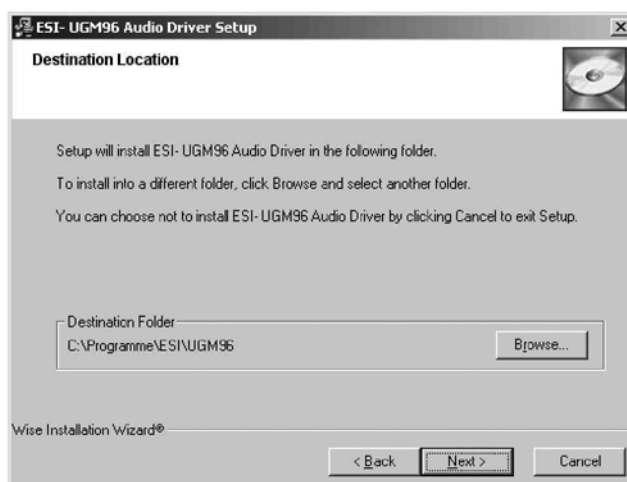 ESI- UGM96 Audio Driver Setup
Destination Location
Setup will install ESI- UGM96 Audio Driver in the following folder.
To install into a different folder, click Browse and select another folder.
You can choose not to install ESI- UGM96 Audio Driver by clicking Cancel to exit Setup.
Destination Folder
C:\Programme\ESI\UGM96
Browse...
Wise Installation Wizard®
< Back
Next >
Cancel